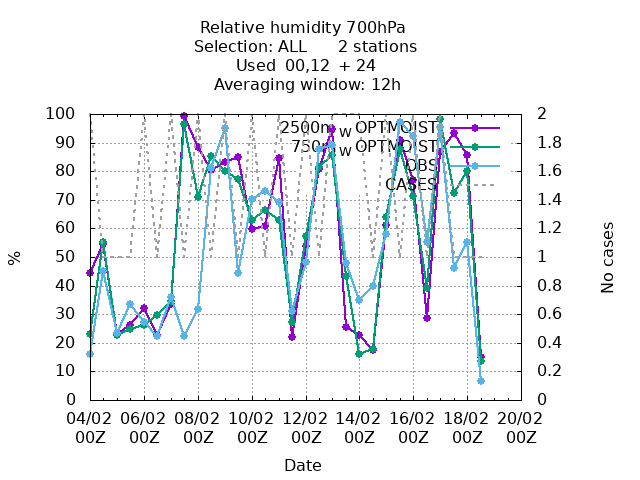 Relative humidity 700hPa
Selection: ALL 2 stations
Used 00,12 + 24
Averaging window: 12h
100 90 80 70 60 50 40 30 20 10 0
2 1.8 1.6 1.4 1.2 1 0.8 0.6 0.4 0.2 0
OPTMOIST
OPTMOIST
OBS
CASES
%
No cases
04/02 06/02 08/02 10/02 12/02 14/02 16/02 18/02 20/02
00Z 00Z 00Z 00Z 00Z 00Z 00Z 00Z 00Z
Date